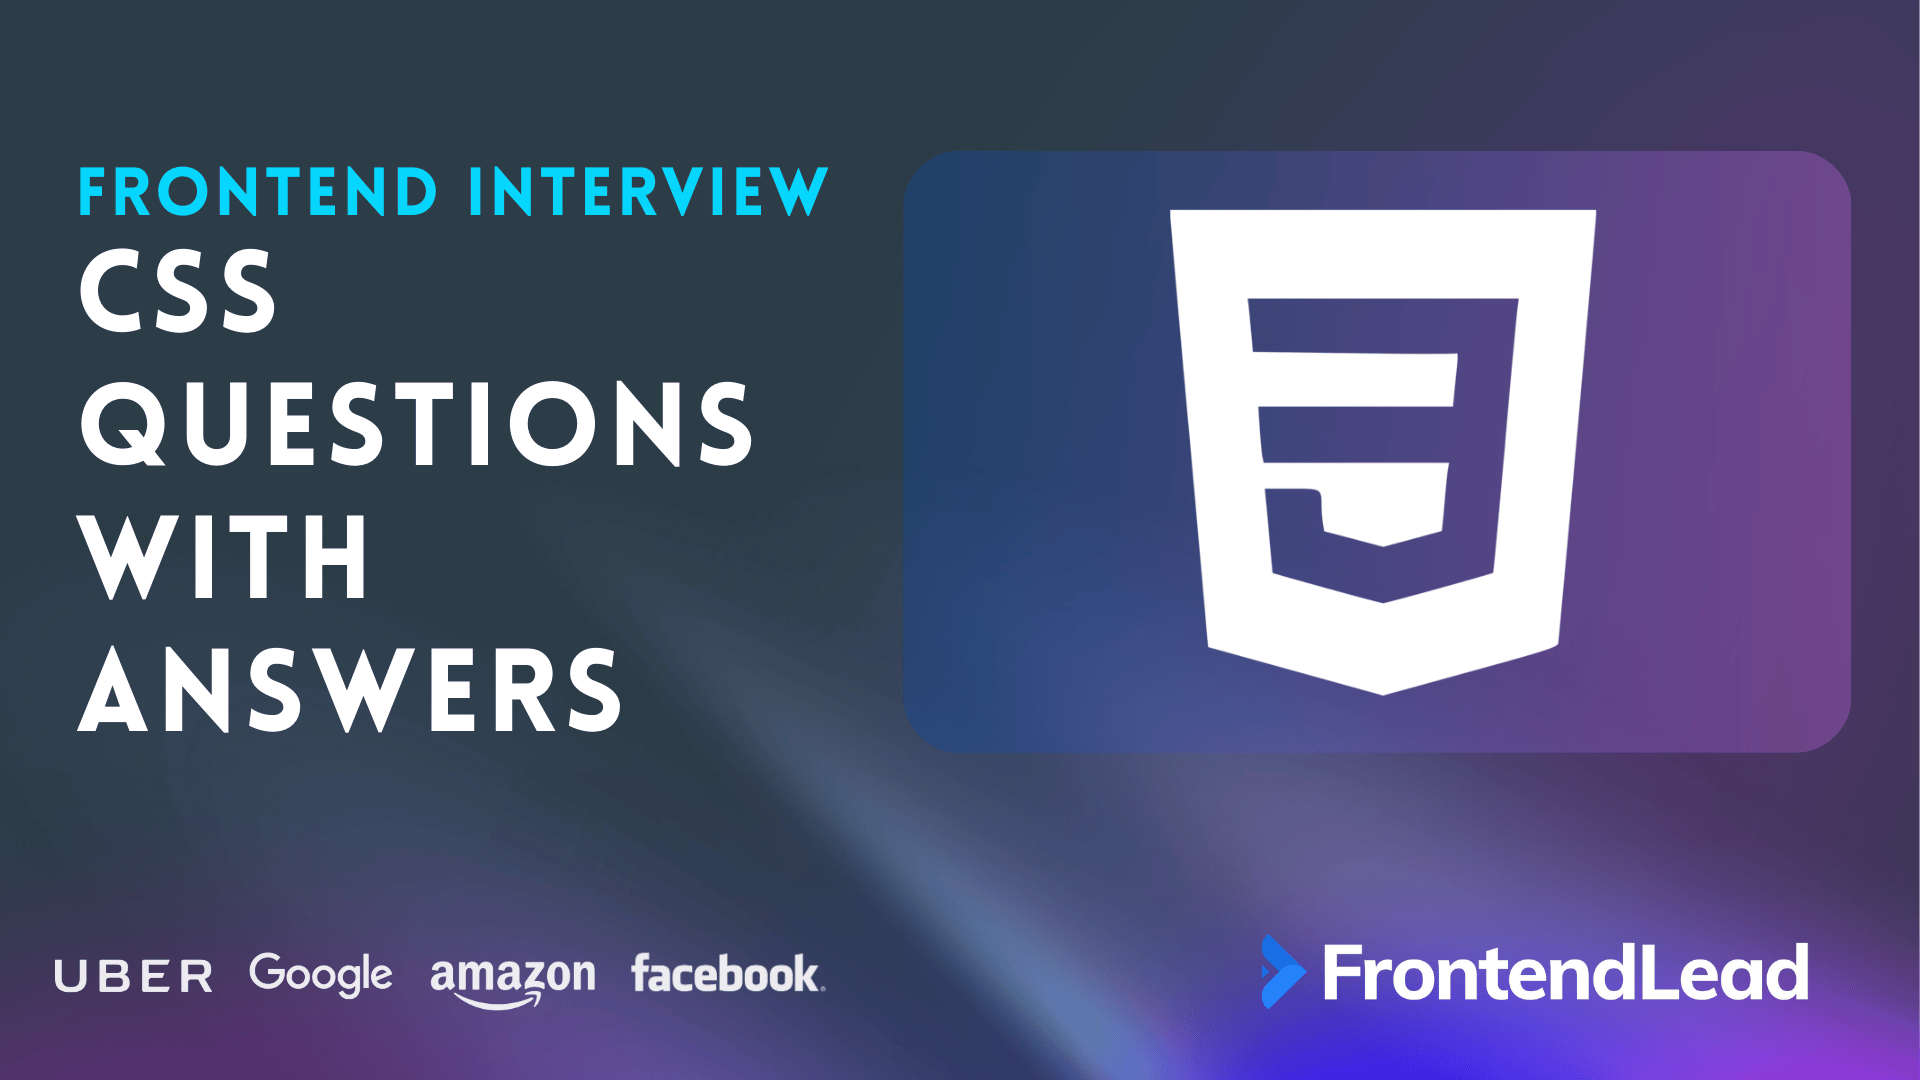 FRONTEND INTERVIEW
CSS
QUESTIONS
WITH
ANSWERS
UBER Google amazon facebook.
FrontendLead